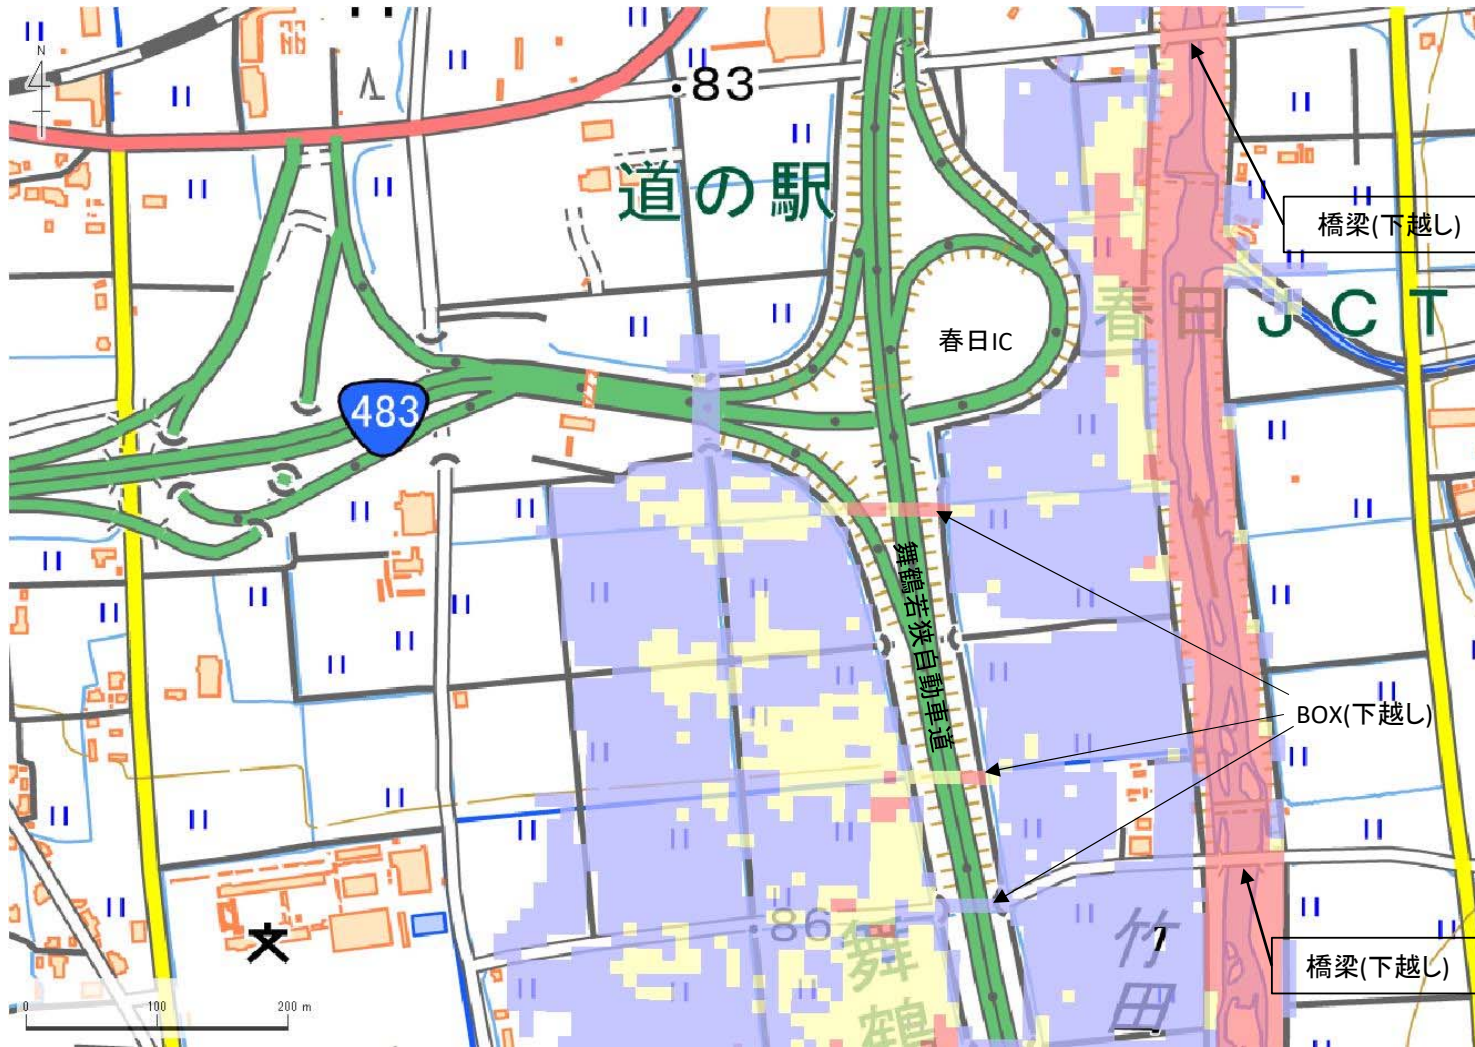 N
・83
道の駅
橋梁(下越し)
春日JCT
春日IC
483
舞鶴若狭自動車道
BOX(下越し)
86
舞鶴
竹田
橋梁(下越し)
0 100 200 m